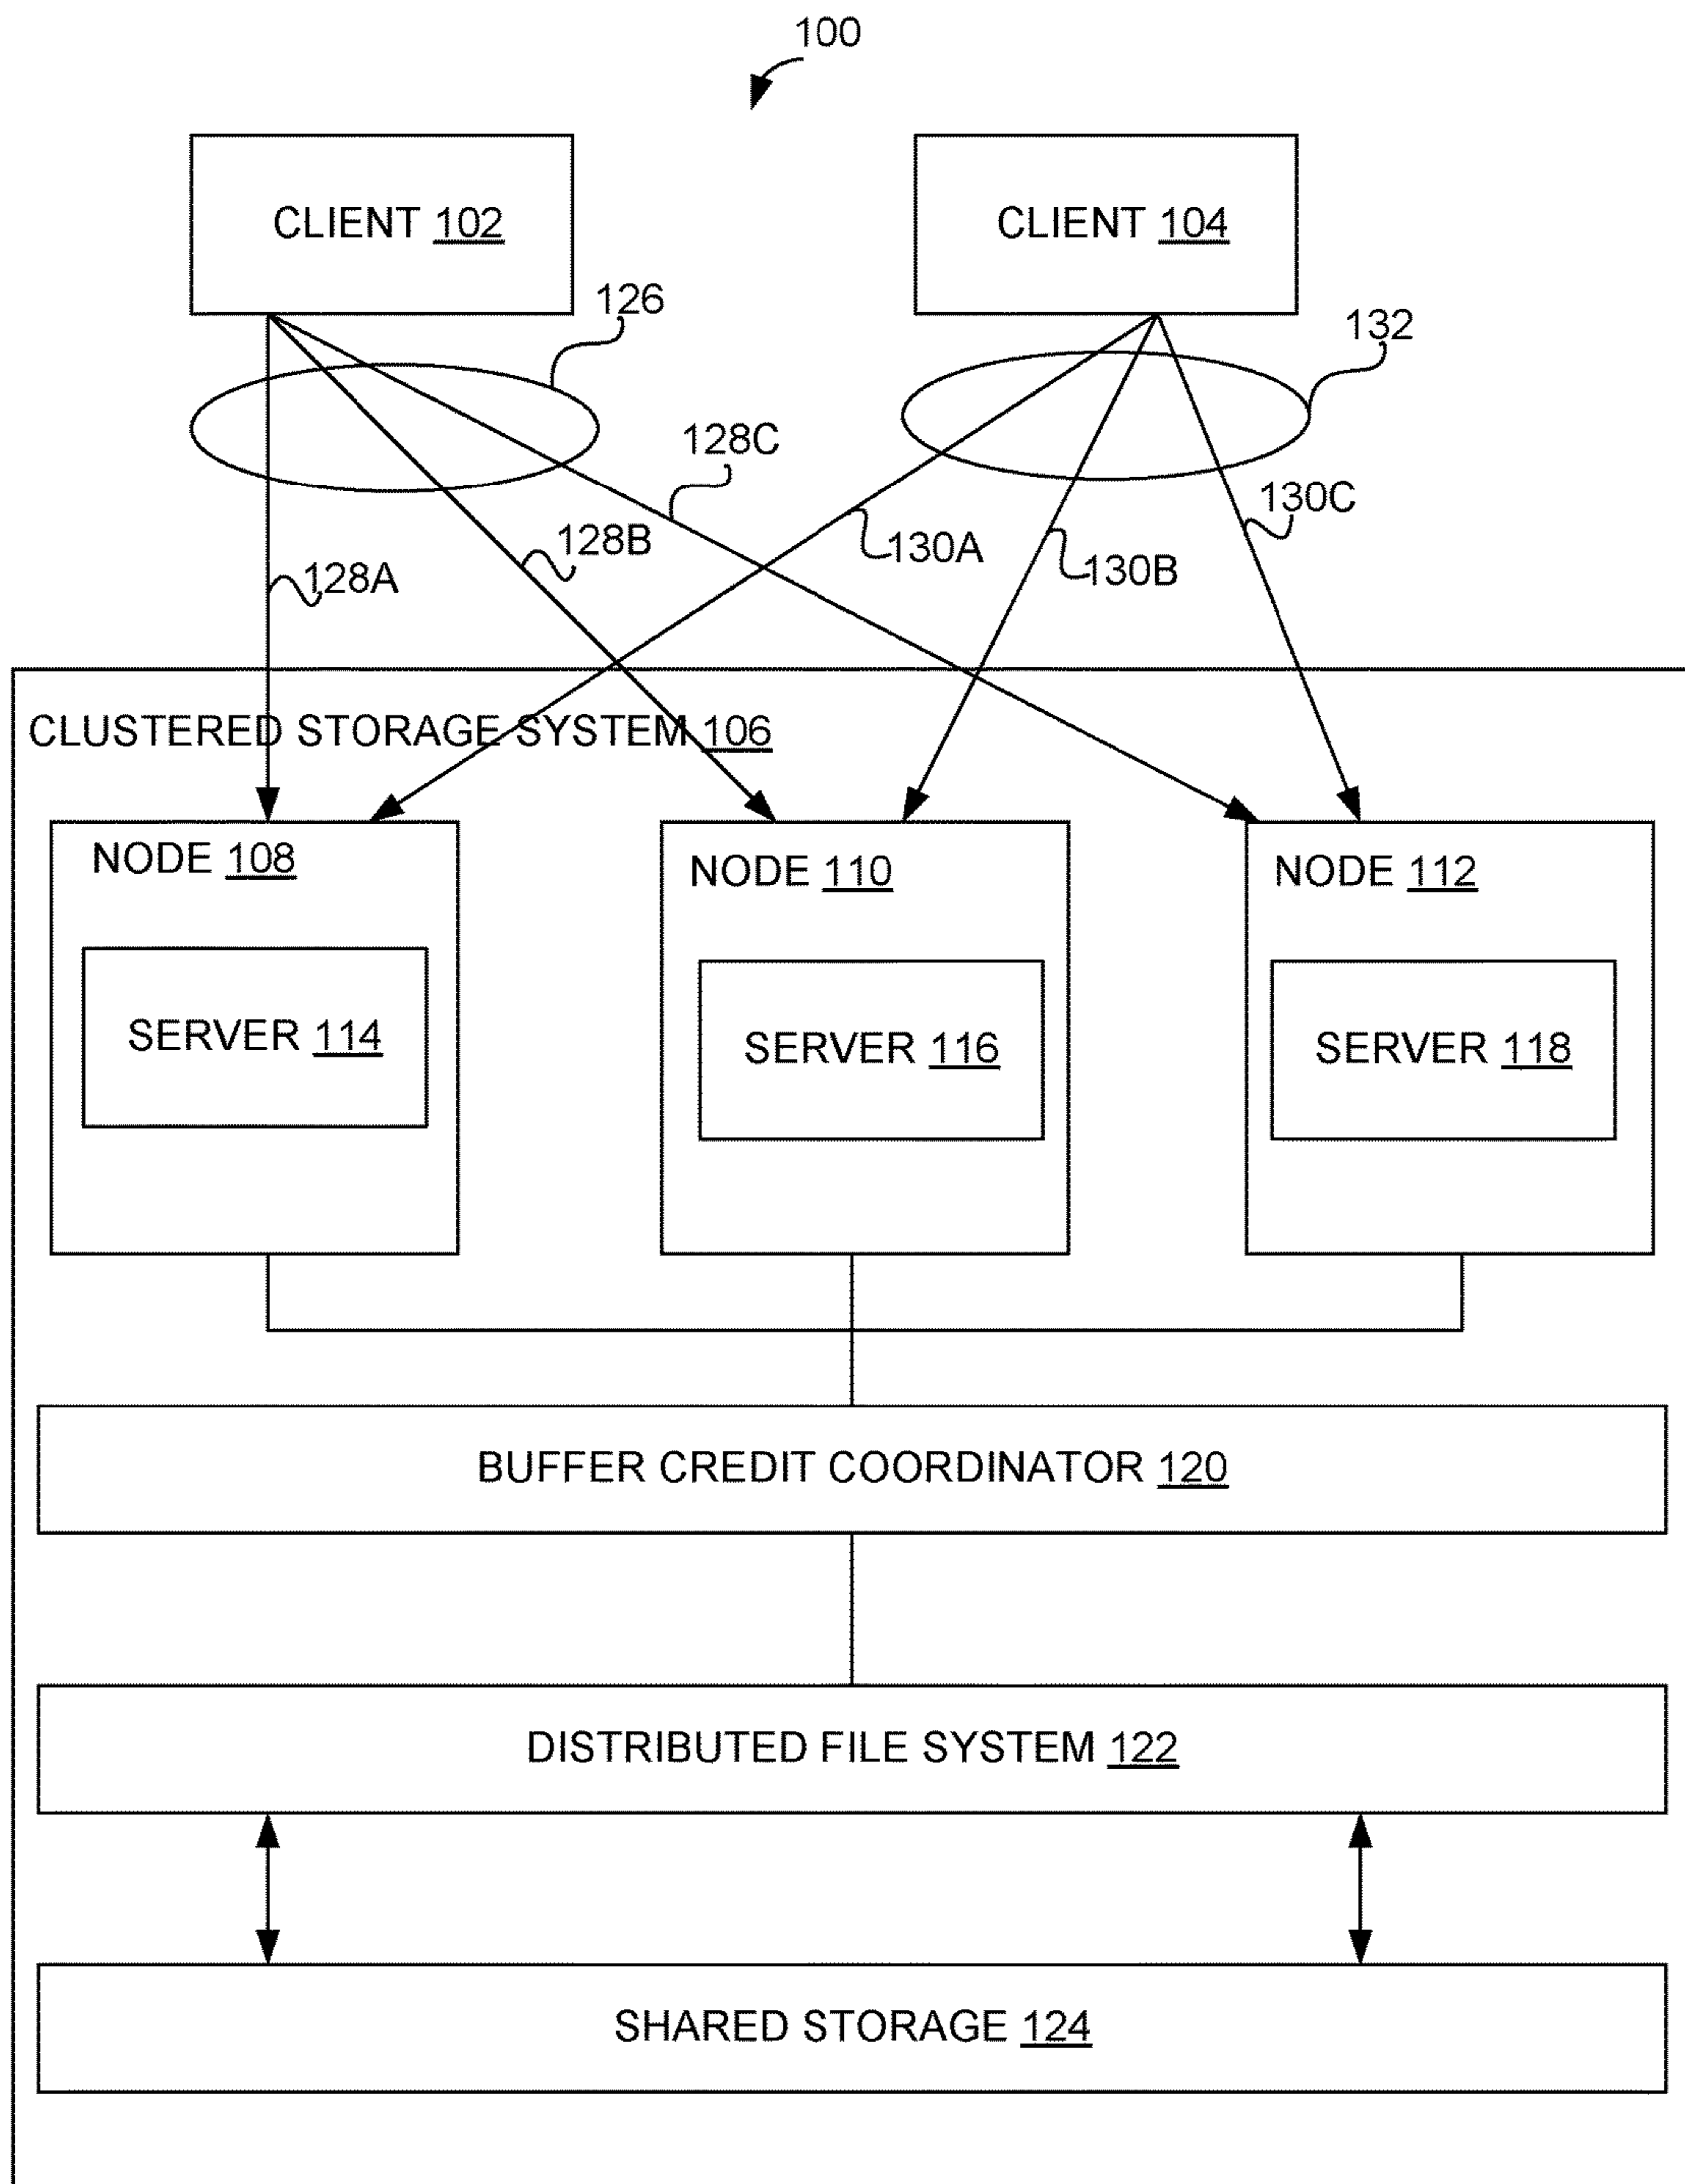 100
CLIENT 102
CLIENT 104
126
132
128C
130C
128B
130A
130B
128A
CLUSTERED STORAGE SYSTEM 106
NODE 108
NODE 110
NODE 112
SERVER 114
SERVER 116
SERVER 118
BUFFER CREDIT COORDINATOR 120
DISTRIBUTED FILE SYSTEM 122
SHARED STORAGE 124